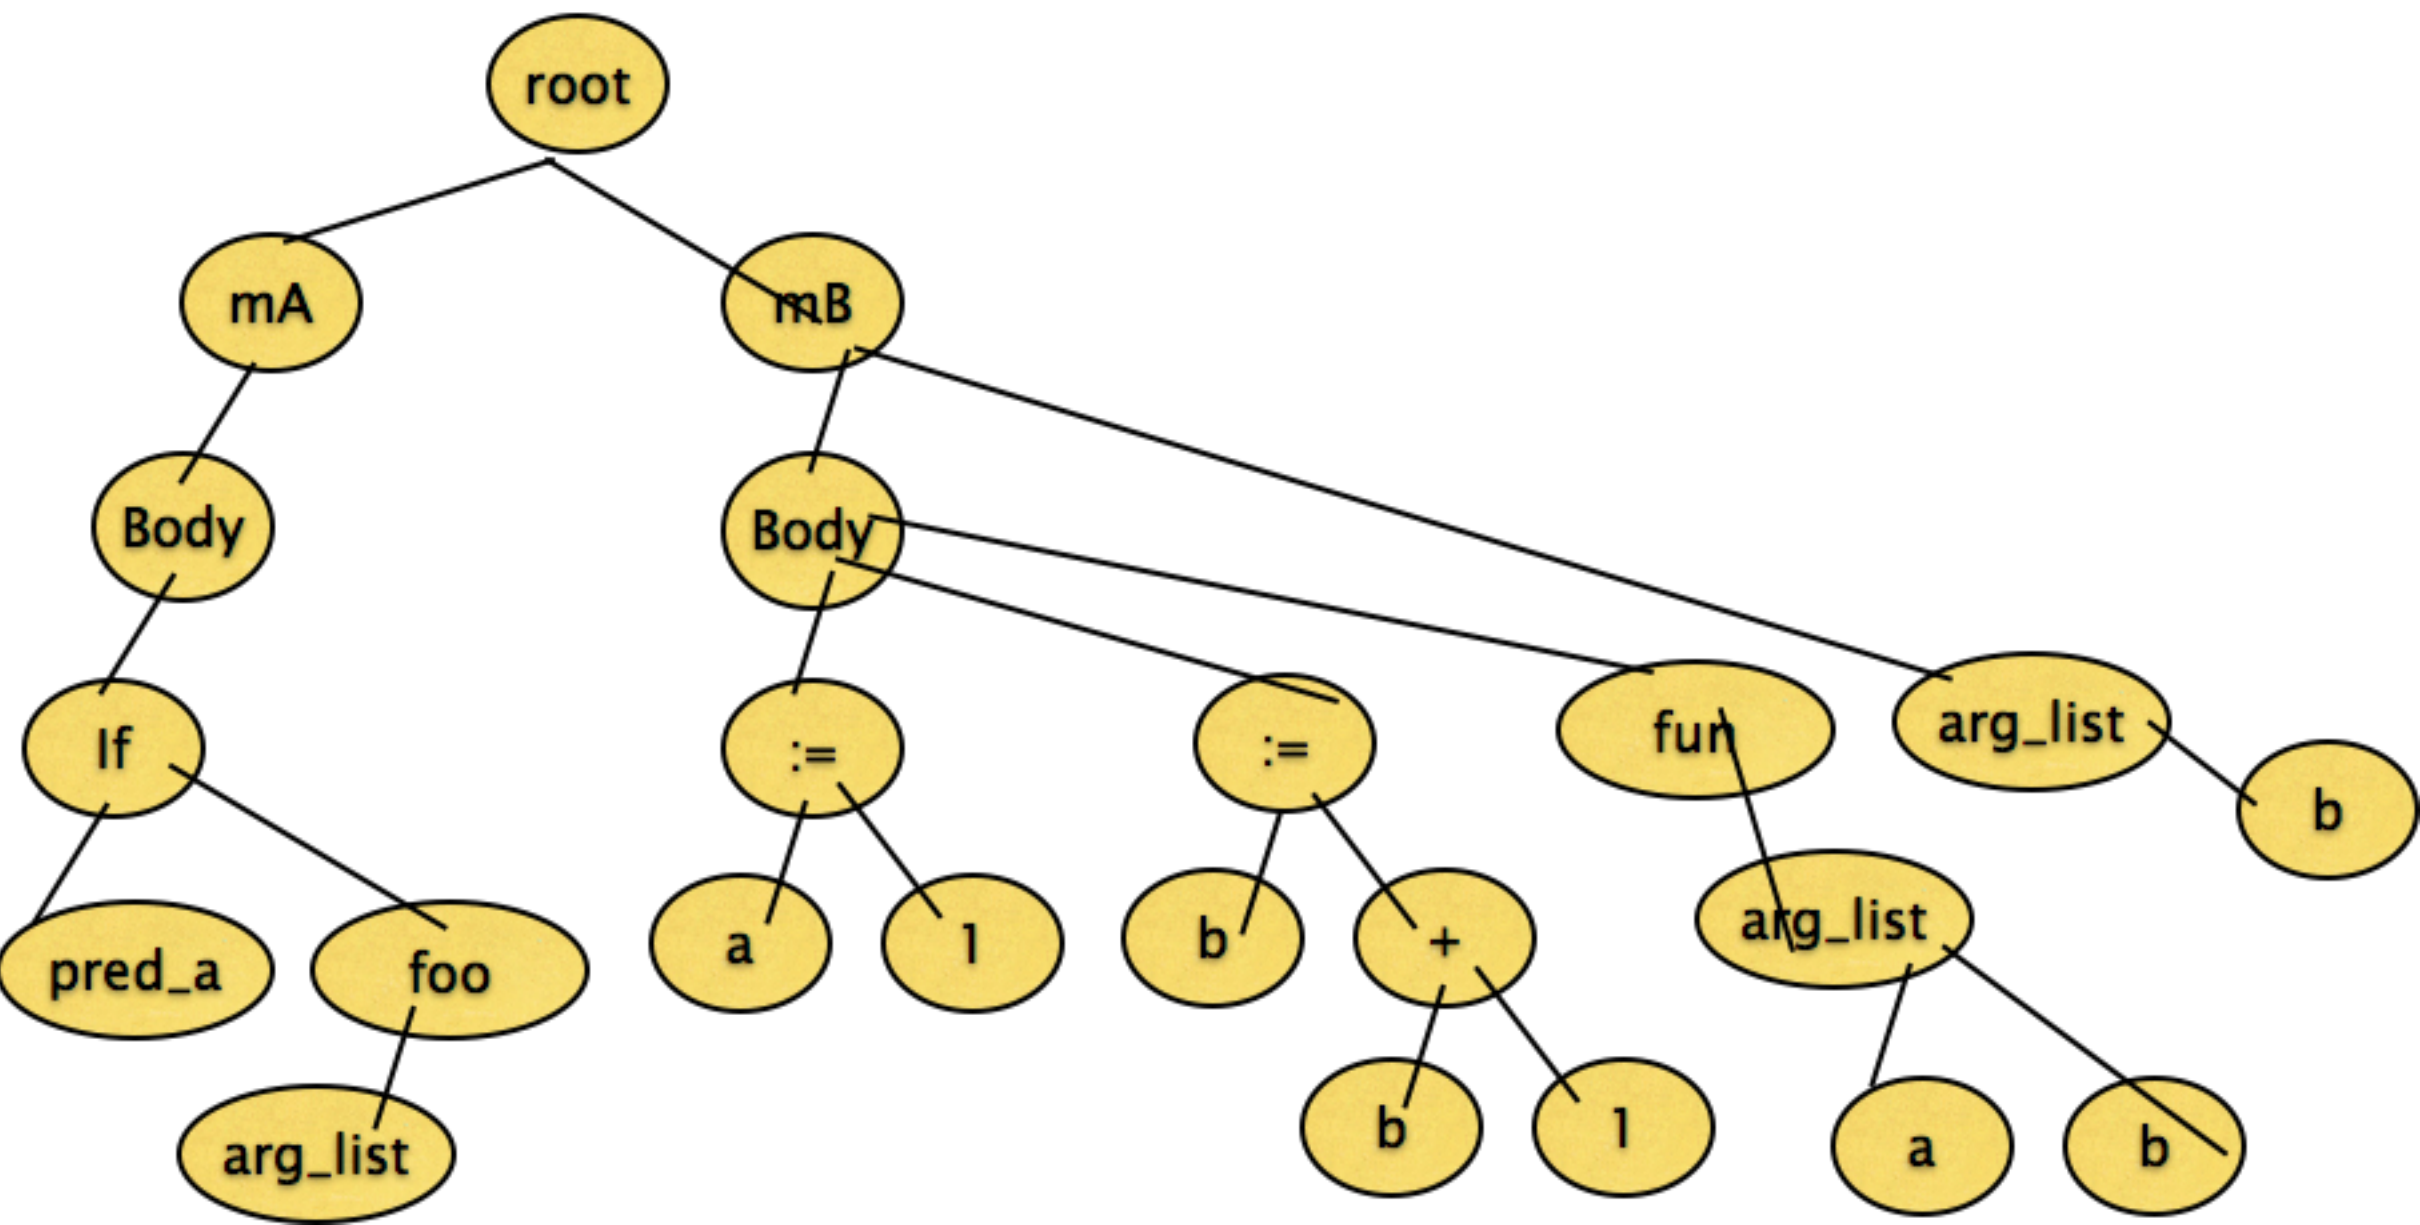 root
mA
mB
Body
Body
If
:=
:=
fun
arg_list
b
pred_a
foo
a
1
b
+
arg_list
arg_list
b
1
a
b